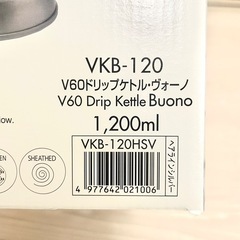 VKB-120
V60ドリップケトル・ヴォーノ
V60 Drip Kettle Buono
1,200ml
VKB-120HSV
ヘアラインシルバー
4 977642 021006
ow.
EN
SHEATHED